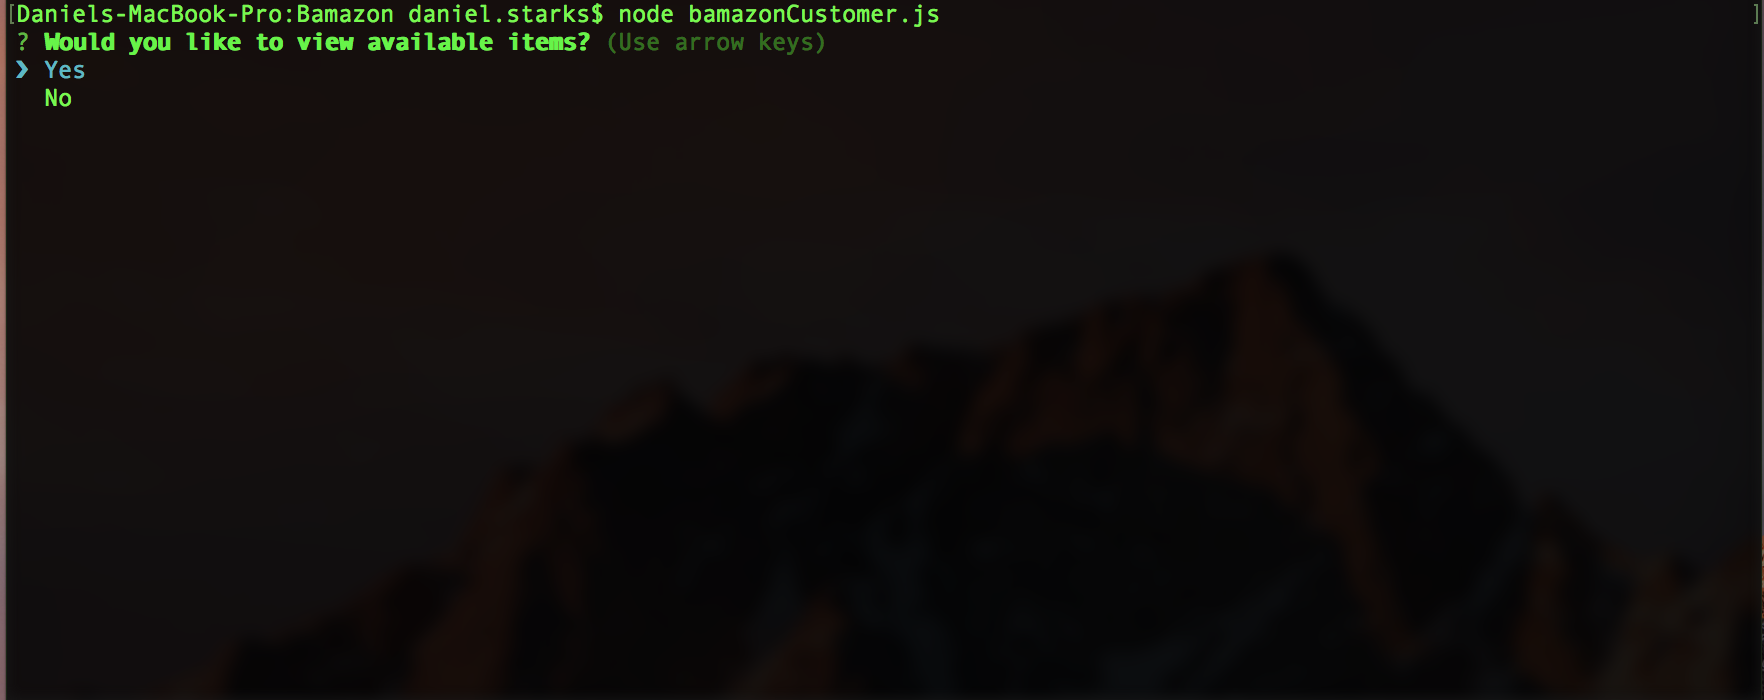 [Daniels-MacBook-Pro:Bamazon daniel.starks$ node bamazonCustomer.js ]
? Would you like to view available items? (Use arrow keys)
❯ Yes
No